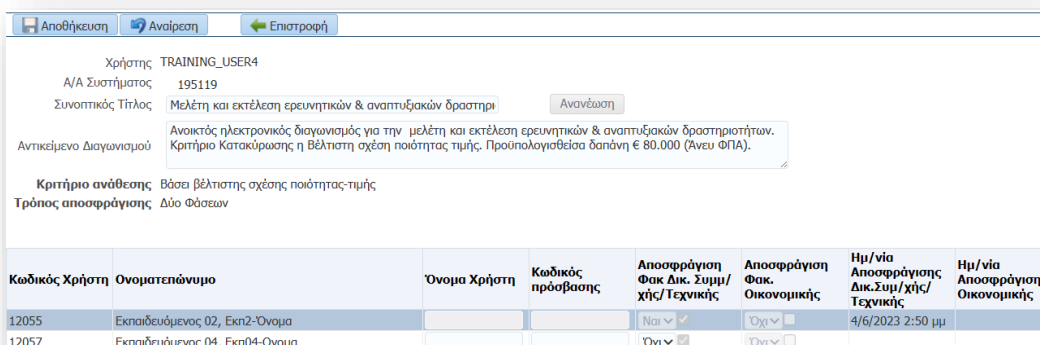 Αποθήκευση Αναίρεση Επιστροφή
Χρήστης TRAINING_USER4
Α/Α Συστήματος 195119
Συνοπτικός Τίτλος Μελέτη και εκτέλεση ερευνητικών & αναπτυξιακών δραστηρι Ανανέωση
Ανοικτός ηλεκτρονικός διαγωνισμός για την μελέτη και εκτέλεση ερευνητικών & αναπτυξιακών δραστηριοτήτων.
Αντικείμενο Διαγωνισμού Κριτήριο Κατακύρωσης η Βέλτιστη σχέση ποιότητας τιμής. Προϋπολογισθείσα δαπάνη € 80.000 (Άνευ ΦΠΑ).
Κριτήριο ανάθεσης Βάσει βέλτιστης σχέσης ποιότητας-τιμής
Τρόπος αποσφράγισης Δύο Φάσεων
Κωδικός Χρήστη Ονοματεπώνυμο Όνομα Χρήστη Κωδικός πρόσβασης Αποσφράγιση Φακ Δικ. Συμμ/χής/Τεχνικής Αποσφράγιση Φακ. Οικονομικής Ημ/νία Αποσφράγισης Δικ.Συμ/χής/Τεχνικής Ημ/νία Αποσφράγιση Οικονομικής
12055 Εκπαιδευόμενος 02, Εκπ2-Όνομα Ναι Όχι 4/6/2023 2:50 μμ
12057 Εκπαιδευόμενος 04, Εκπ04-Ονομα Όχι Όχι